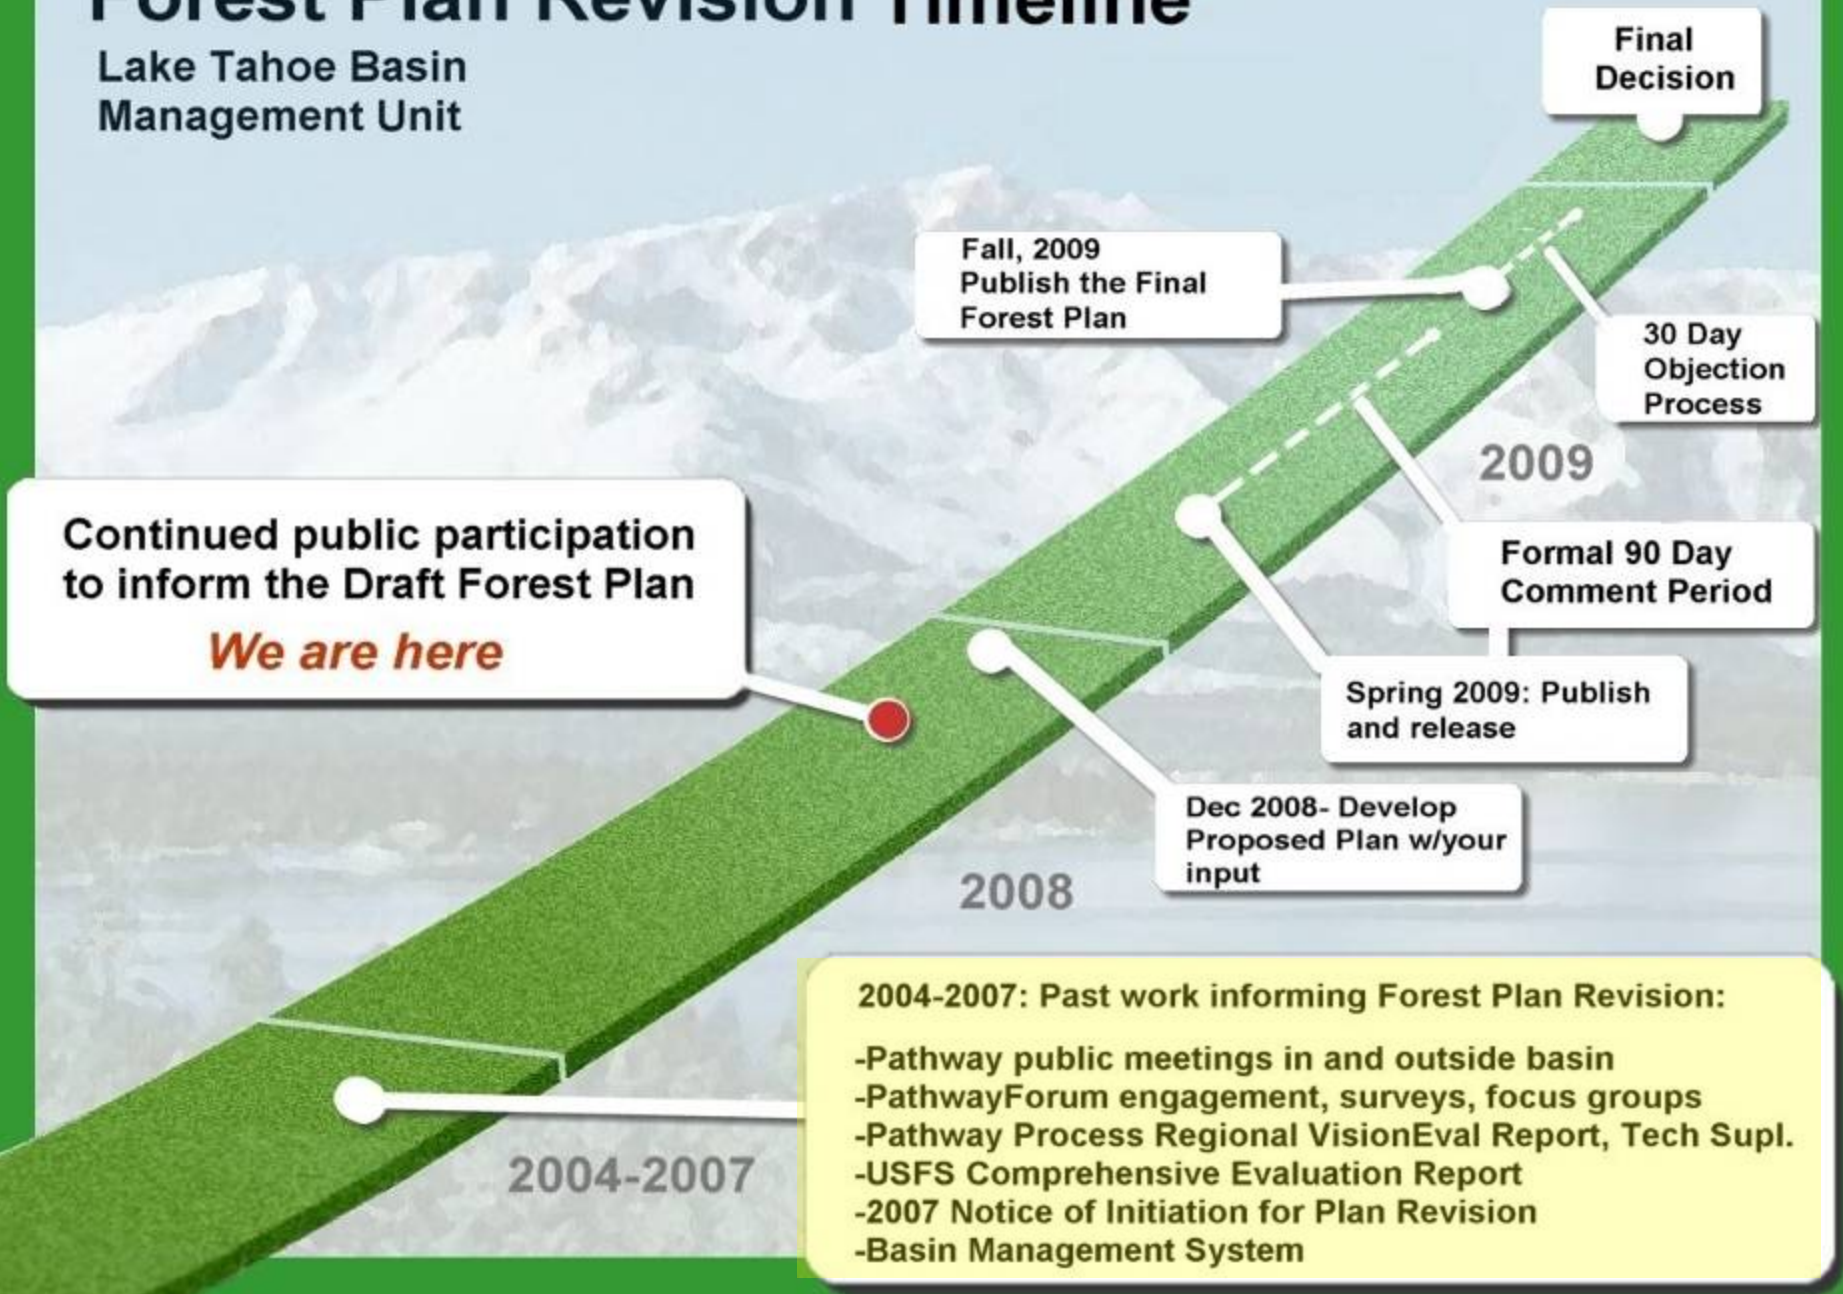 Forest Plan Revision Timeline
Lake Tahoe Basin
Management Unit
Final
Decision
Fall, 2009
Publish the Final
Forest Plan
30 Day
Objection
Process
2009
Continued public participation
to inform the Draft Forest Plan
We are here
Formal 90 Day
Comment Period
Spring 2009: Publish
and release
Dec 2008- Develop
Proposed Plan w/your
input
2008
2004-2007: Past work informing Forest Plan Revision:
-Pathway public meetings in and outside basin
-PathwayForum engagement, surveys, focus groups
-Pathway Process Regional VisionEval Report, Tech Supl.
-USFS Comprehensive Evaluation Report
-2007 Notice of Initiation for Plan Revision
-Basin Management System
2004-2007